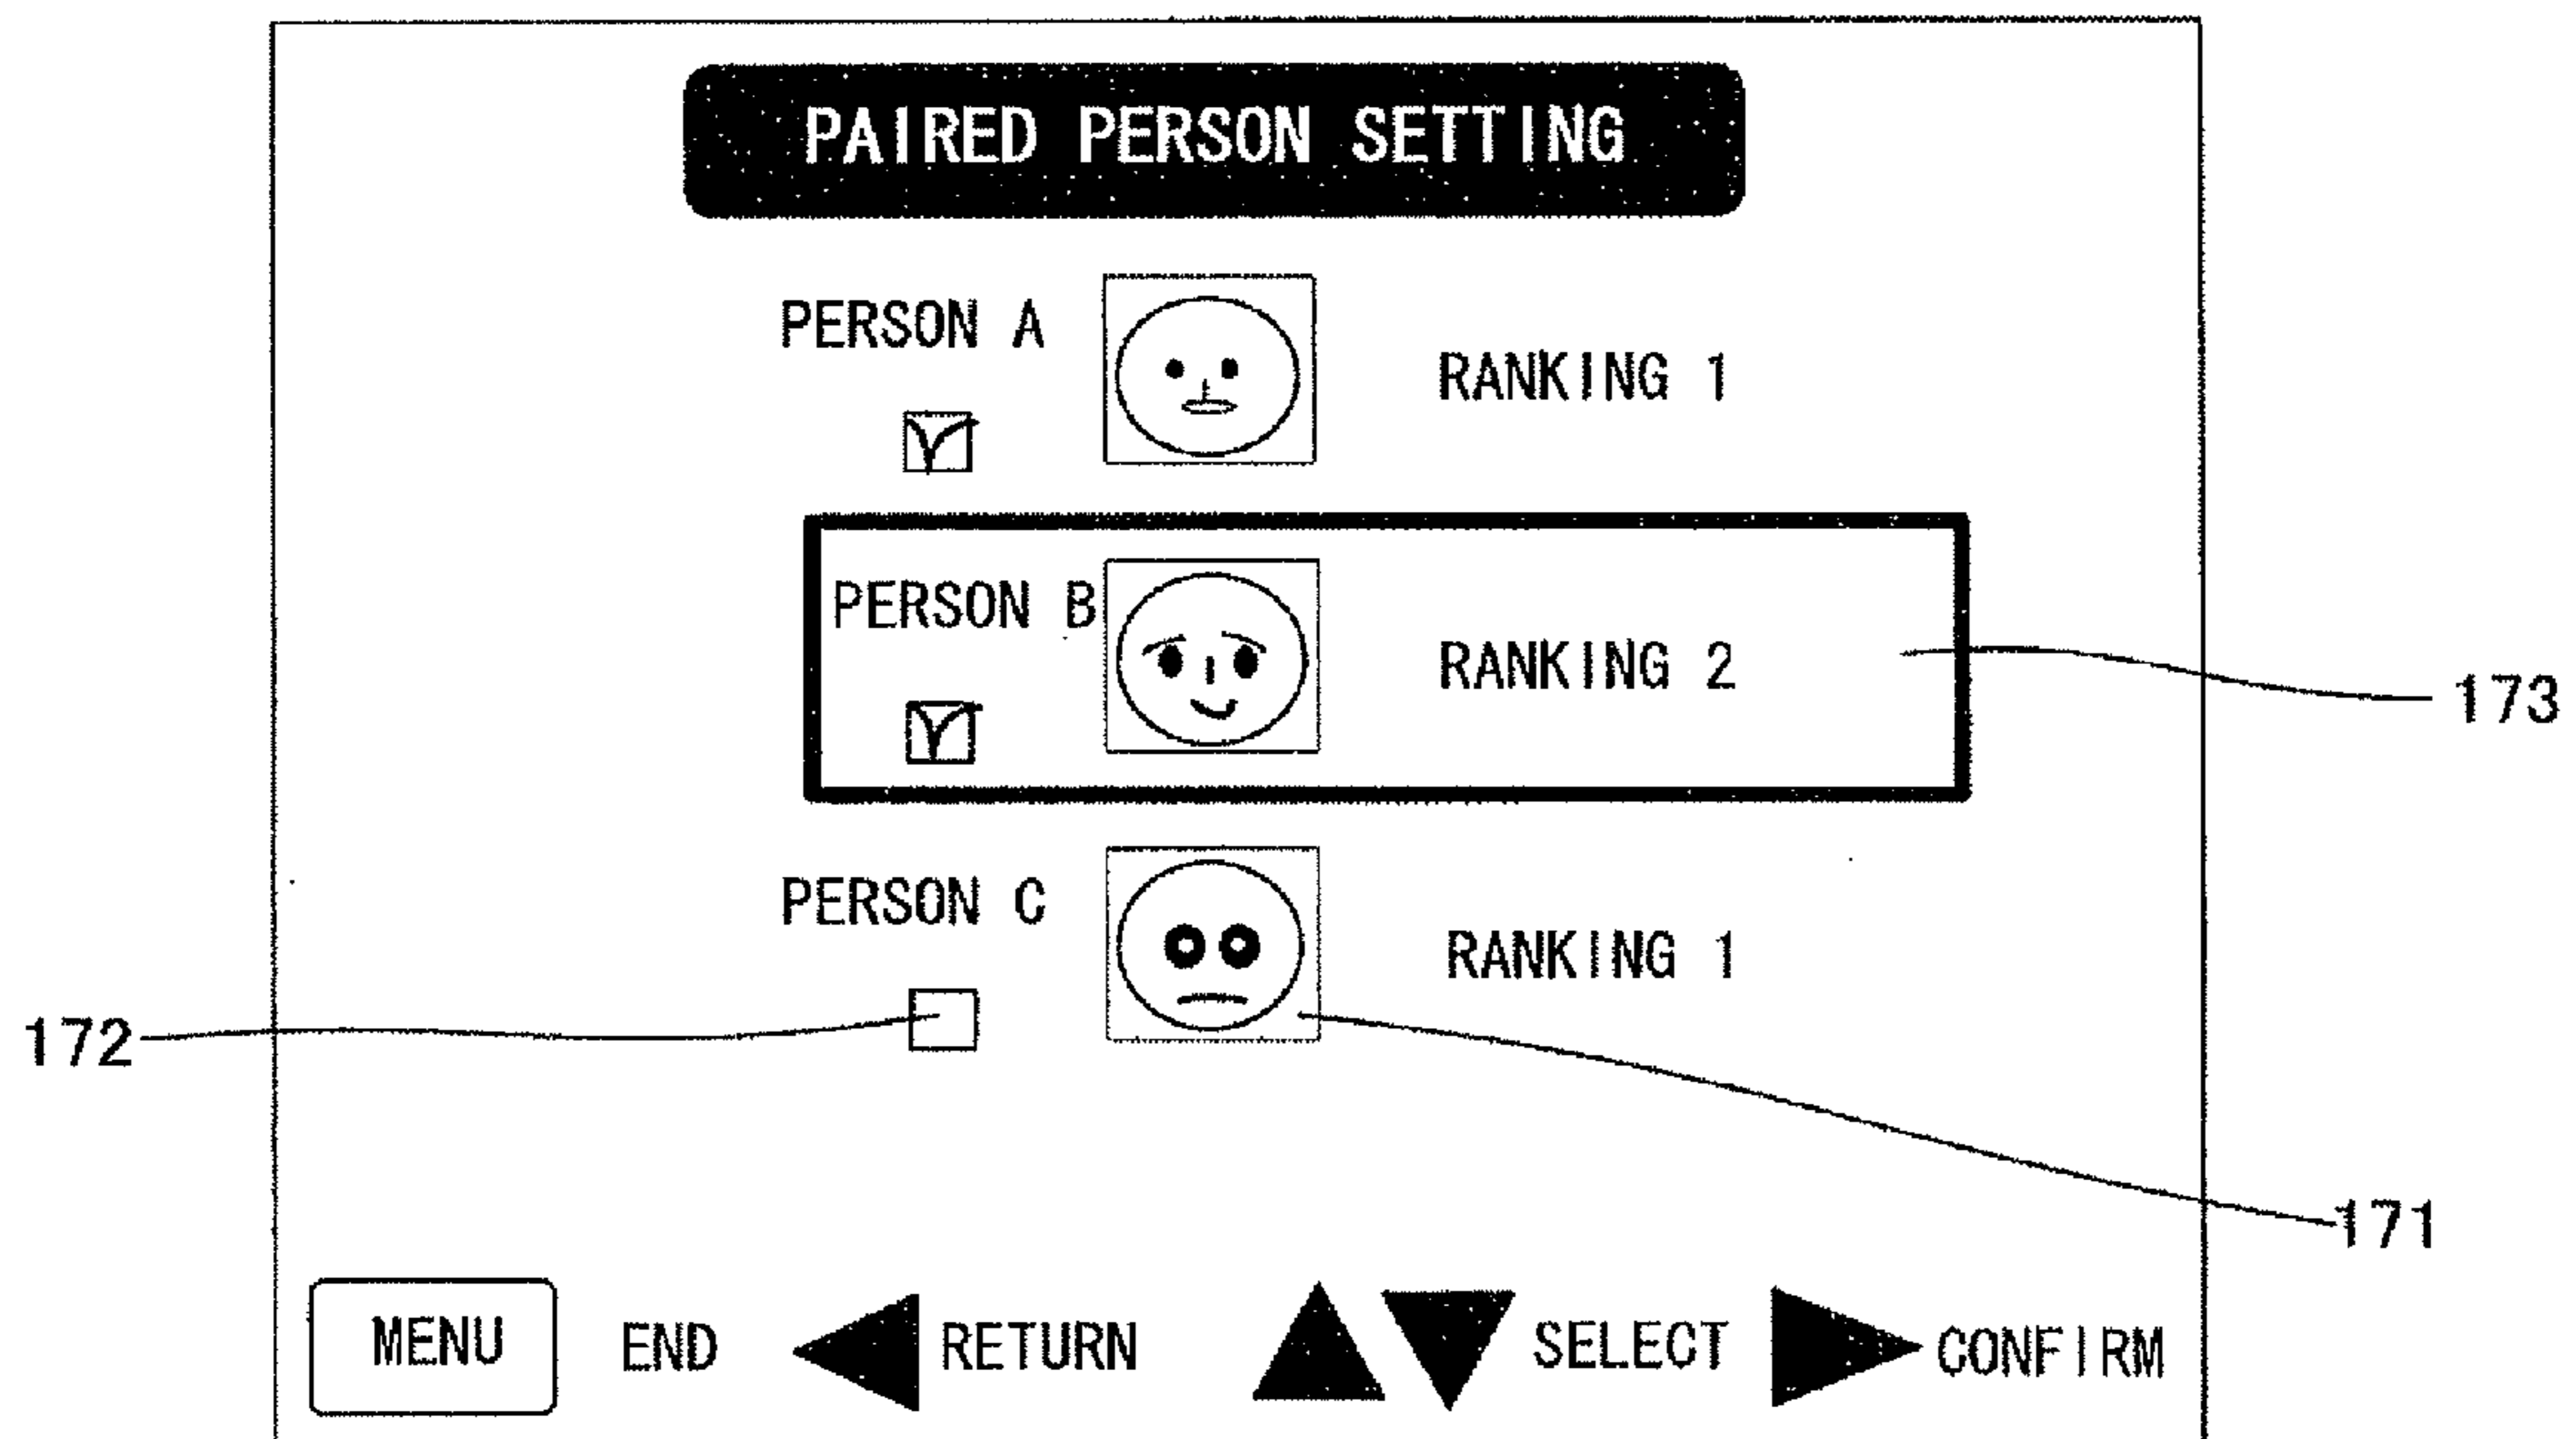 PAIRED PERSON SETTING
PERSON A
RANKING 1
PERSON B
RANKING 2
173
PERSON C
RANKING 1
172
171
MENU END RETURN SELECT CONFIRM